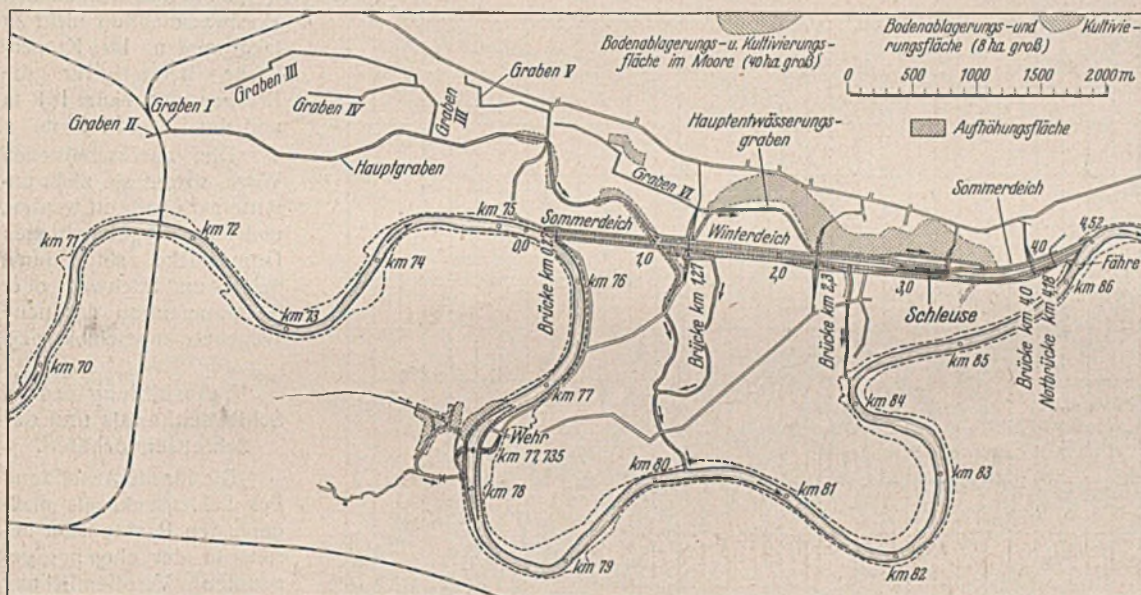 Bodenablagerungs- u. Kultivierungs-
fläche im Moore (40 ha. groß)
Bodenablagerungs- und Kultivie-
rungsfläche (8 ha. groß)
0 500 1000 1500 2000 m
Aufhöhungsfläche
Graben I
Graben II
Graben III
Graben IV
Graben III
Graben V
Hauptgraben
Hauptentwässerungs-
graben
Graben VI
Sommerdeich
km 70
km 71
km 72
km 73
km 74
km 75
0,0
Sommerdeich
1,0
Winterdeich
2,0
3,0
4,0
4,52
Fähre
Schleuse
km 86
Brücke km 1,27
Brücke km 2,3
Brücke km 4,0
km 76
km 77
Wehr
km 77,735
km 78
km 79
km 80
km 81
km 82
km 83
km 84
km 85